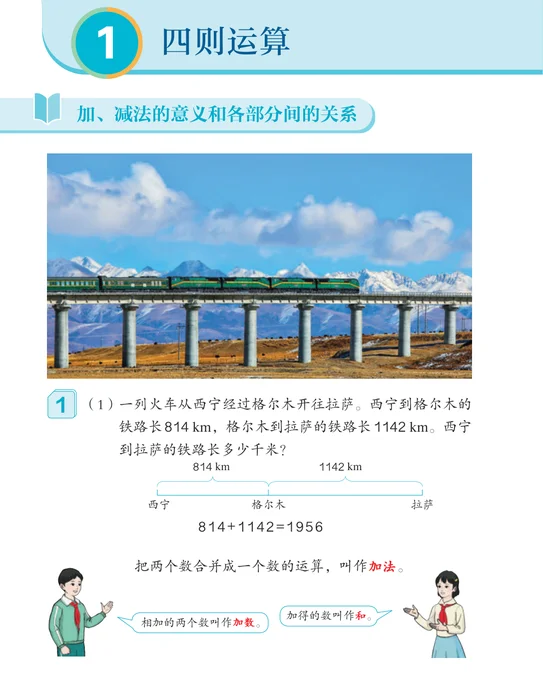 1 四则运算
加、减法的意义和各部分间的关系
1 （1）一列火车从西宁经过格尔木开往拉萨。西宁到格尔木的
铁路长814 km，格尔木到拉萨的铁路长1142 km。西宁
到拉萨的铁路长多少千米？
814 km 1142 km
西宁 格尔木 拉萨
814+1142=1956
把两个数合并成一个数的运算，叫作加法。
相加的两个数叫作加数。
加得的数叫作和。